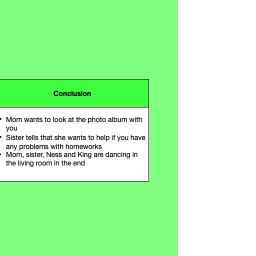 Conclusion
• Mom wants to look at the photo album with
you
• Sister tells that she wants to help if you have
any problems with homeworks
• Mom, sister, Ness and King are dancing in
the living room in the end